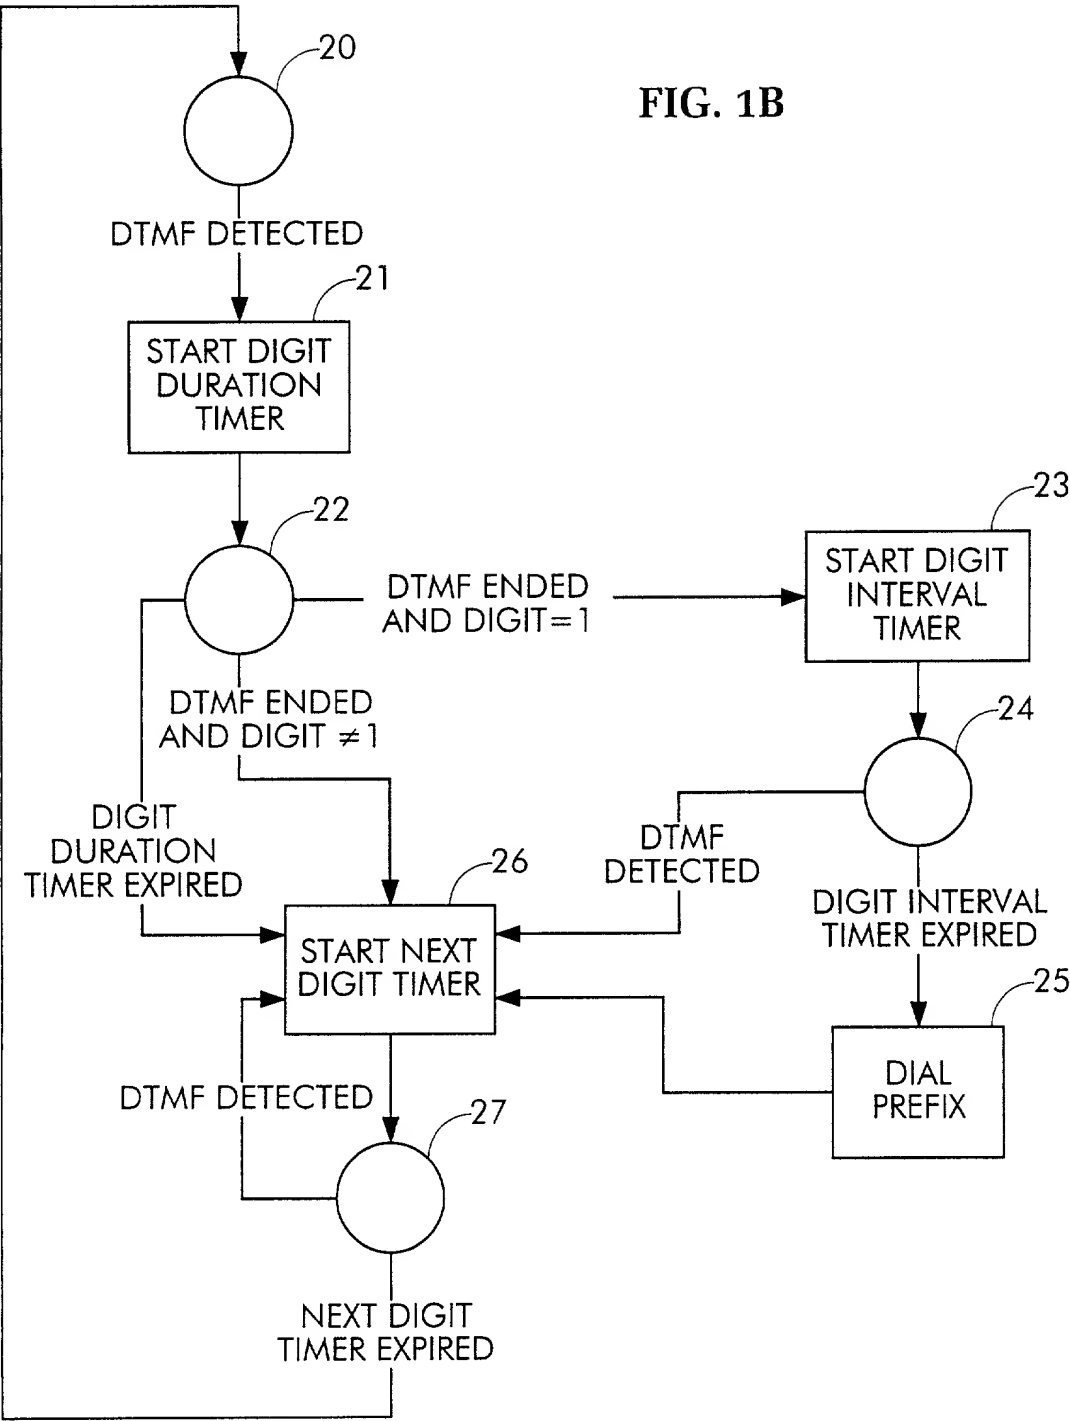 20
FIG. 1B
DTMF DETECTED
21
START DIGIT
DURATION
TIMER
22
23
DTMF ENDED
AND DIGIT=1
START DIGIT
INTERVAL
TIMER
DTMF ENDED
AND DIGIT ≠1
24
DIGIT
DURATION
TIMER EXPIRED
DTMF
DETECTED
26
DIGIT INTERVAL
TIMER EXPIRED
START NEXT
DIGIT TIMER
25
DIAL
PREFIX
DTMF DETECTED
27
NEXT DIGIT
TIMER EXPIRED